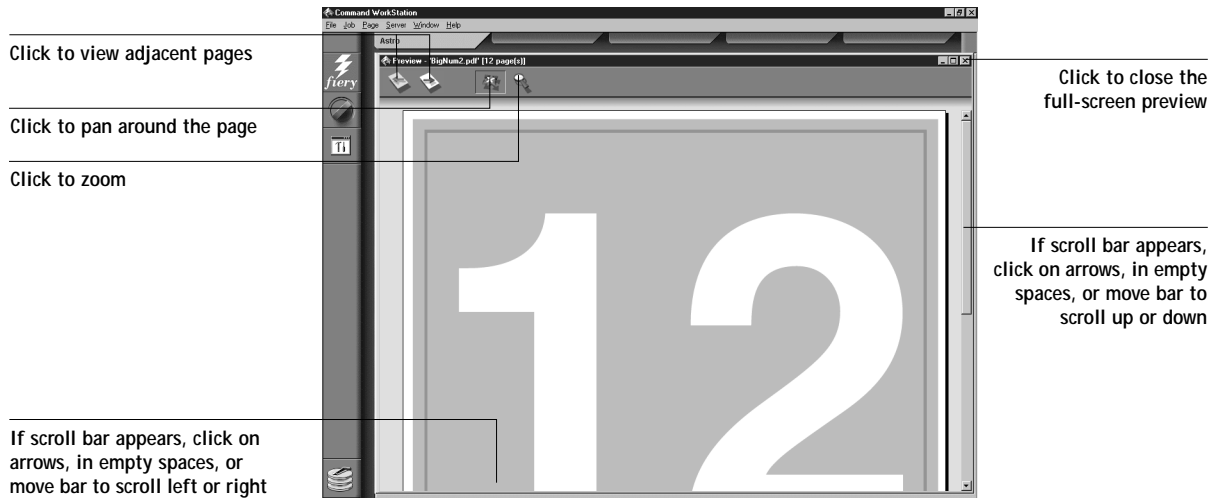 Command WorkStation
File Job Page Server Window Help
Astro
Preview - 'BigNum2.pdf' [12 page(s)]
fiery
Click to view adjacent pages
Click to pan around the page
Click to zoom
If scroll bar appears, click on
arrows, in empty spaces, or
move bar to scroll left or right
12
Click to close the
full-screen preview
If scroll bar appears,
click on arrows, in empty
spaces, or move bar to
scroll up or down